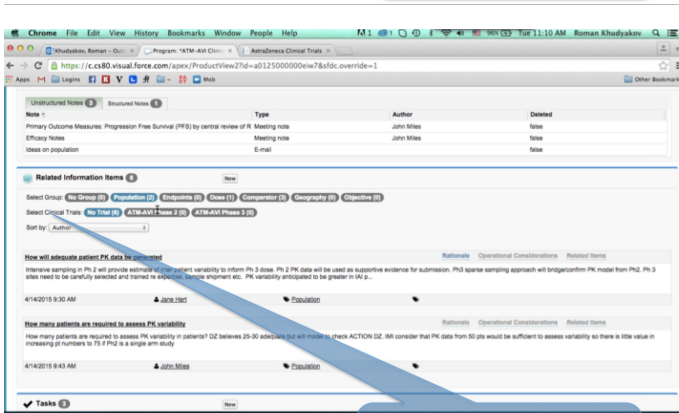 Chrome File Edit View History Bookmarks Window People Help 1 1 96% Tue 11:10 AM Roman Khudyakov
Khudyakov, Roman - Outl Program: *ATM-AVI Clinic AstraZeneca Clinical Trials
https://c.cs80.visual.force.com/apex/ProductView2?id=a0125000000eiw7&sfdc.override=1
Apps Logins Mob Other Bookmark
Unstructured Notes 3 Structured Notes 1
Note Type Author Deleted
Primary Outcome Measures: Progression Free Survival (PFS) by central review of R Meeting note John Miles false
Efficacy Notes Meeting note John Miles false
Ideas on population E-mail false
Related Information Items 6 New
Select Group: No Group (0) Population (2) Endpoints (0) Dose (1) Comparator (3) Geography (0) Objective (0)
Select Clinical Trials: No Trial (6) ATM-AVI Phase 2 (0) ATM-AVI Phase 3 (0)
Sort by: Author
How will adequate patient PK data be generated Rationale Operational Considerations Related Items
Intensive sampling in Ph 2 will provide estimate of inter patient variability to inform Ph 3 dose. Ph 2 PK data will be used as supportive evidence for submission. Ph3 sparse sampling approach will bridge/confirm PK model from Ph2. Ph 3
sites need to be carefully selected and trained re expertise, sample shipment etc. PK variability anticipated to be greater in IAI p...
4/14/2015 9:30 AM Jane Hart Population
How many patients are required to assess PK variability Rationale Operational Considerations Related Items
How many patients are required to assess PK variability in patients? DZ believes 25-30 adequate but will model to check ACTION DZ. IMI consider that PK data from 50 pts would be sufficient to assess variability so there is little value in
increasing pt numbers to 75 if Ph2 is a single arm study
4/14/2015 9:43 AM John Miles Population
Tasks 3 New